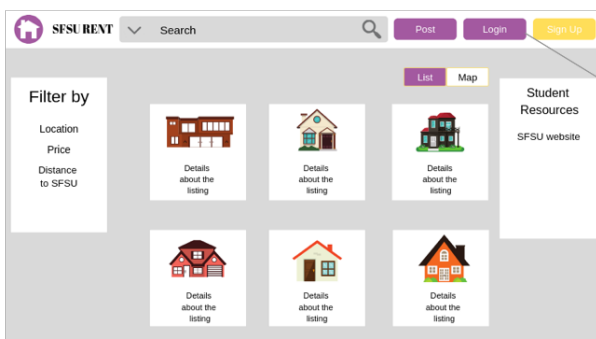 SFSU RENT
Search
Post
Login
Sign Up
List
Map
Filter by
Location
Price
Distance
to SFSU
Student
Resources
SFSU website
Details
about the
listing
Details
about the
listing
Details
about the
listing
Details
about the
listing
Details
about the
listing
Details
about the
listing